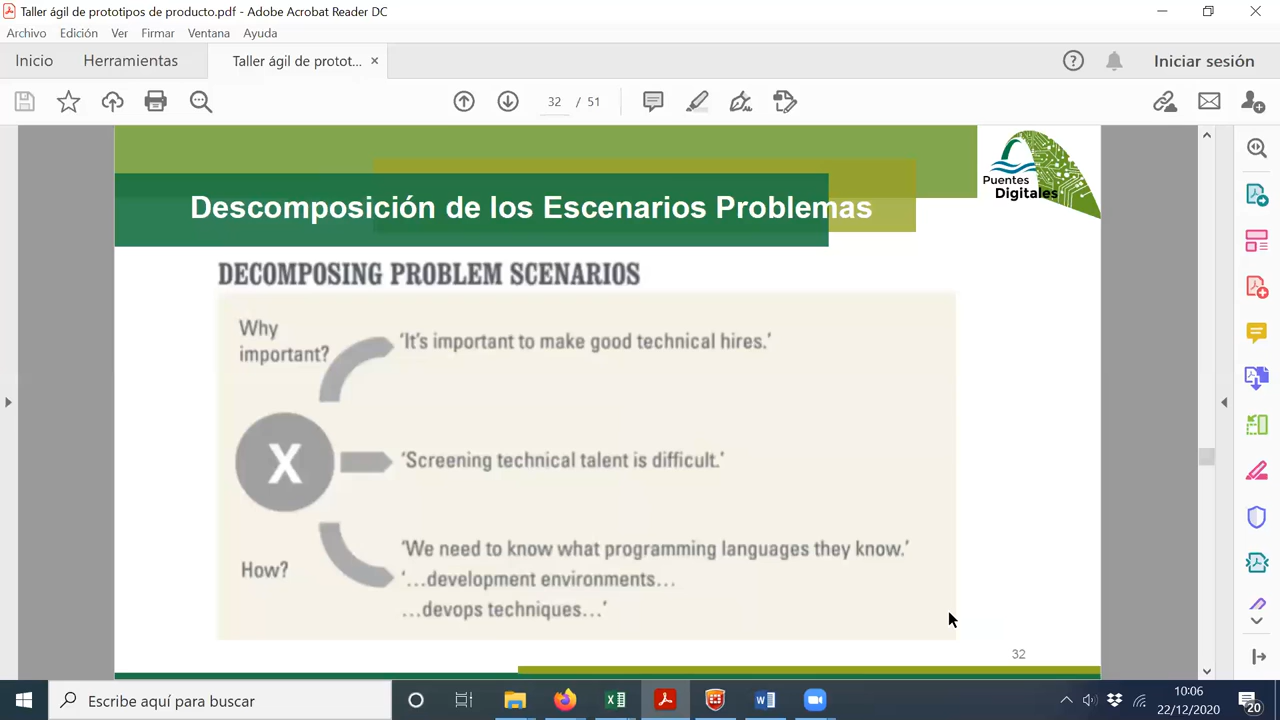 Taller ágil de prototipos de producto.pdf - Adobe Acrobat Reader DC
Archivo Edición Ver Firmar Ventana Ayuda
Inicio Herramientas Taller ágil de protot... × ? Iniciar sesión
32 / 51
Puentes
Digitales
Descomposición de los Escenarios Problemas
DECOMPOSING PROBLEM SCENARIOS
Why
important?
‘It's important to make good technical hires.’
X
‘Screening technical talent is difficult.’
How?
‘We need to know what programming languages they know.’
‘...development environments...
...devops techniques...’
32
Escribe aquí para buscar
10:06
22/12/2020
20